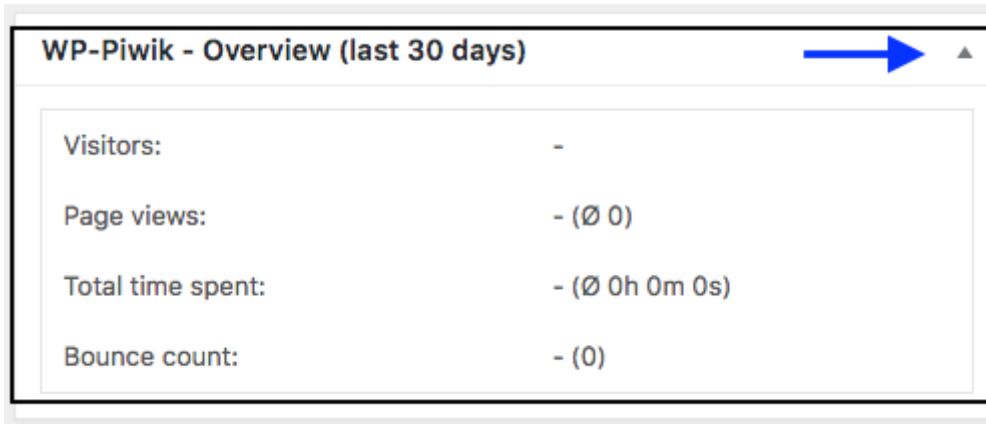 WP-Piwik - Overview (last 30 days)
Visitors: -
Page views: - (Ø 0)
Total time spent: - (Ø 0h 0m 0s)
Bounce count: - (0)